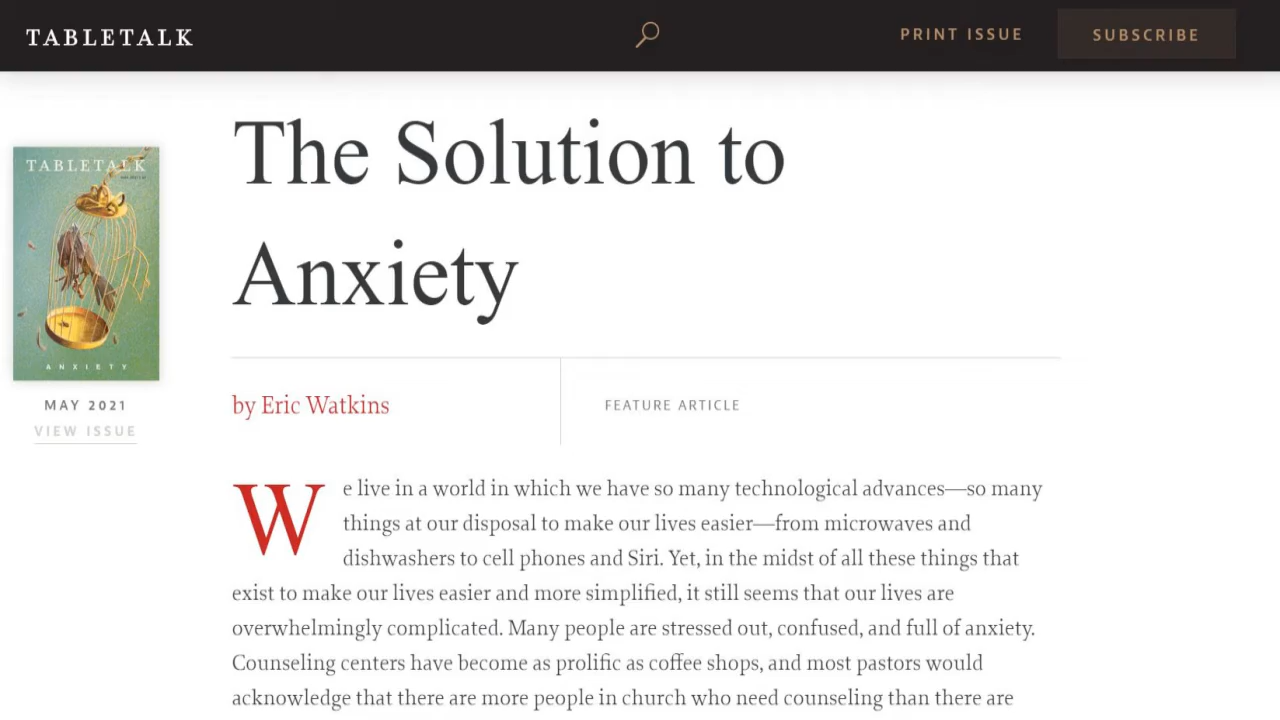 TABLETALK
PRINT ISSUE
SUBSCRIBE
The Solution to
Anxiety
TABLETALK
ANXIETY
MAY 2021
VIEW ISSUE
by Eric Watkins
FEATURE ARTICLE
We live in a world in which we have so many technological advances—so many
things at our disposal to make our lives easier—from microwaves and
dishwashers to cell phones and Siri. Yet, in the midst of all these things that
exist to make our lives easier and more simplified, it still seems that our lives are
overwhelmingly complicated. Many people are stressed out, confused, and full of anxiety.
Counseling centers have become as prolific as coffee shops, and most pastors would
acknowledge that there are more people in church who need counseling than there are